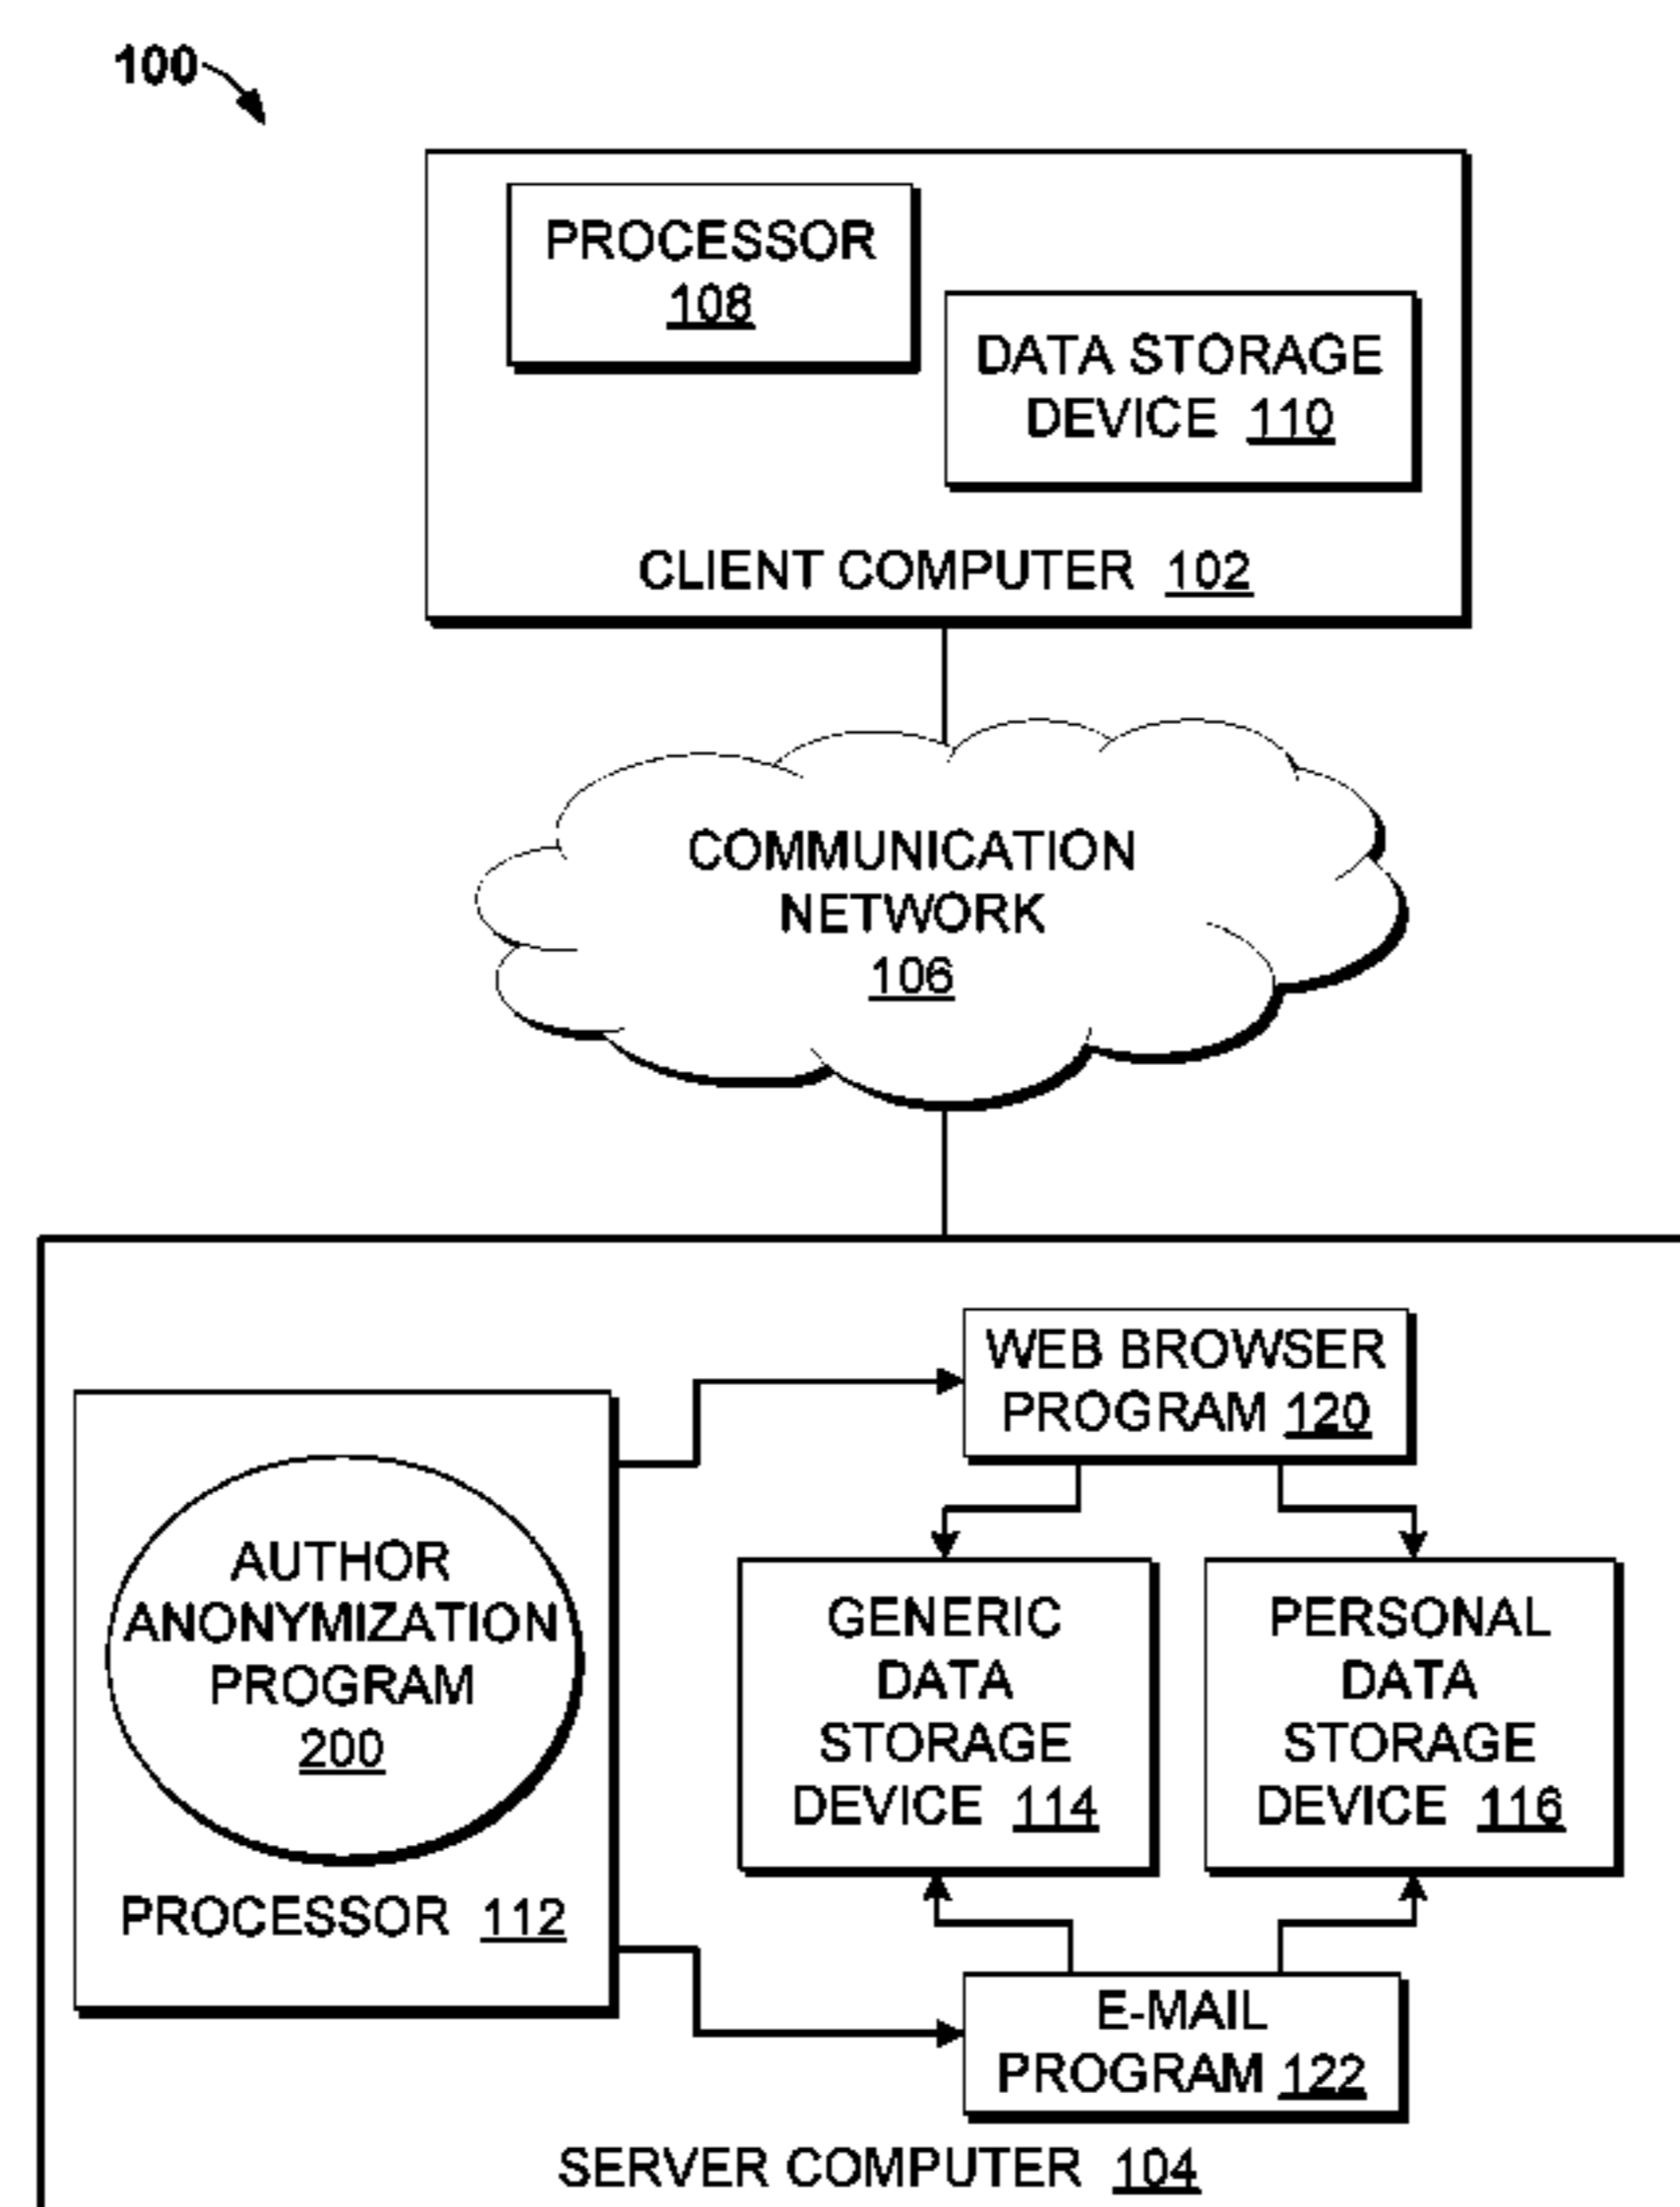 100
PROCESSOR
108
DATA STORAGE
DEVICE 110
CLIENT COMPUTER 102
COMMUNICATION
NETWORK
106
WEB BROWSER
PROGRAM 120
AUTHOR
ANONYMIZATION
PROGRAM
200
PROCESSOR 112
GENERIC
DATA
STORAGE
DEVICE 114
PERSONAL
DATA
STORAGE
DEVICE 116
E-MAIL
PROGRAM 122
SERVER COMPUTER 104